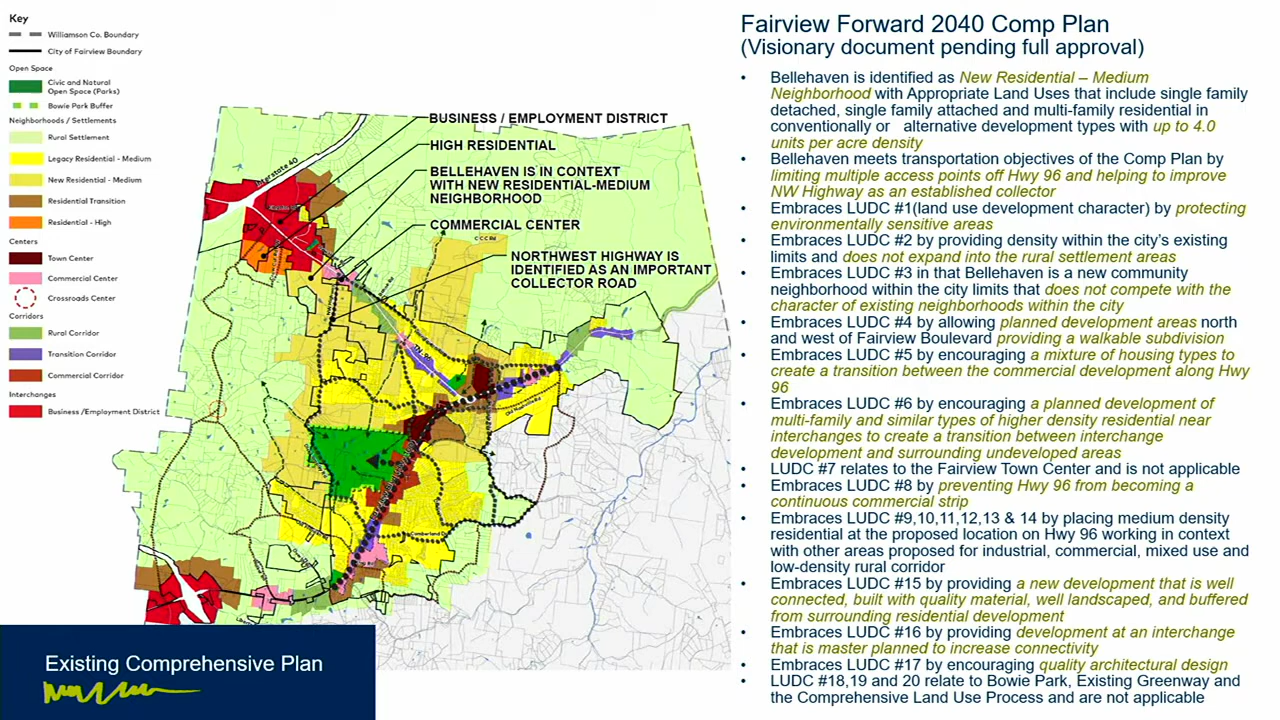 Key
Williamson Co. Boundary
City of Fairview Boundary
Open Space
Civic and Natural
Open Space (Parks)
Bowie Park Buffer
Neighborhoods / Settlements
Rural Settlement
Legacy Residential - Medium
New Residential - Medium
Residential Transition
Residential - High
Centers
Town Center
Commercial Center
Crossroads Center
Corridors
Rural Corridor
Transition Corridor
Commercial Corridor
Interchanges
Business /Employment District
Interstate 40
BUSINESS / EMPLOYMENT DISTRICT
HIGH RESIDENTIAL
BELLEHAVEN IS IN CONTEXT
WITH NEW RESIDENTIAL-MEDIUM
NEIGHBORHOOD
COMMERCIAL CENTER
NORTHWEST HIGHWAY IS
IDENTIFIED AS AN IMPORTANT
COLLECTOR ROAD
Existing Comprehensive Plan
Fairview Forward 2040 Comp Plan
(Visionary document pending full approval)
• Bellehaven is identified as New Residential – Medium
Neighborhood with Appropriate Land Uses that include single family
detached, single family attached and multi-family residential in
conventionally or alternative development types with up to 4.0
units per acre density
• Bellehaven meets transportation objectives of the Comp Plan by
limiting multiple access points off Hwy 96 and helping to improve
NW Highway as an established collector
• Embraces LUDC #1(land use development character) by protecting
environmentally sensitive areas
• Embraces LUDC #2 by providing density within the city's existing
limits and does not expand into the rural settlement areas
• Embraces LUDC #3 in that Bellehaven is a new community
neighborhood within the city limits that does not compete with the
character of existing neighborhoods within the city
• Embraces LUDC #4 by allowing planned development areas north
and west of Fairview Boulevard providing a walkable subdivision
• Embraces LUDC #5 by encouraging a mixture of housing types to
create a transition between the commercial development along Hwy
96
• Embraces LUDC #6 by encouraging a planned development of
multi-family and similar types of higher density residential near
interchanges to create a transition between interchange
development and surrounding undeveloped areas
• LUDC #7 relates to the Fairview Town Center and is not applicable
• Embraces LUDC #8 by preventing Hwy 96 from becoming a
continuous commercial strip
• Embraces LUDC #9,10,11,12,13 & 14 by placing medium density
residential at the proposed location on Hwy 96 working in context
with other areas proposed for industrial, commercial, mixed use and
low-density rural corridor
• Embraces LUDC #15 by providing a new development that is well
connected, built with quality material, well landscaped, and buffered
from surrounding residential development
• Embraces LUDC #16 by providing development at an interchange
that is master planned to increase connectivity
• Embraces LUDC #17 by encouraging quality architectural design
• LUDC #18,19 and 20 relate to Bowie Park, Existing Greenway and
the Comprehensive Land Use Process and are not applicable